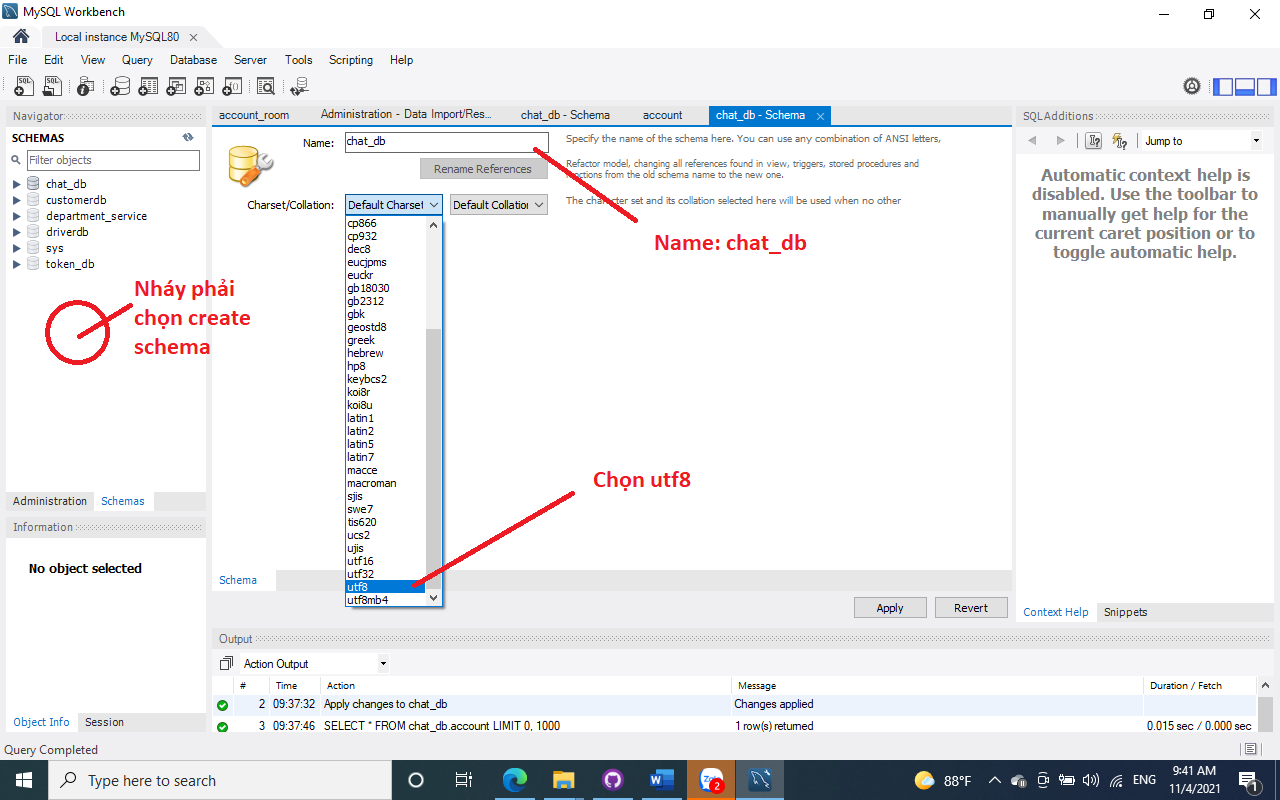 MySQL Workbench
Local instance MySQL80
File Edit View Query Database Server Tools Scripting Help
Navigator
SCHEMAS
Filter objects
chat_db
customerdb
department_service
driverdb
sys
token_db
Nháy phải
chọn create
schema
Administration Schemas
Information
No object selected
Object Info Session
account_room Administration - Data Import/Res... chat_db - Schema account chat_db - Schema
Name: chat_db
Specify the name of the schema here. You can use any combination of ANSI letters,
Rename References
Refactor model, changing all references found in view, triggers, stored procedures and
nctions from the old schema name to the new one.
Charset/Collation: Default Charset Default Collation
The character set and its collation selected here will be used when no other
Name: chat_db
cp866
cp932
dec8
eucjpms
euckr
gb18030
gb2312
gbk
geostd8
greek
hebrew
hp8
keybcs2
koi8r
koi8u
latin1
latin2
latin5
latin7
macce
macroman
sjis
swe7
tis620
ucs2
ujis
utf16
utf32
utf8
utf8mb4
Chọn utf8
Schema
Apply Revert
SQLAdditions
Jump to
Automatic context help is
disabled. Use the toolbar to
manually get help for the
current caret position or to
toggle automatic help.
Context Help Snippets
Output
Action Output
# Time Action Message Duration / Fetch
2 09:37:32 Apply changes to chat_db Changes applied
3 09:37:46 SELECT * FROM chat_db.account LIMIT 0, 1000 1 row(s) returned 0.015 sec / 0.000 sec
Query Completed
Type here to search
88°F
ENG
9:41 AM
11/4/2021